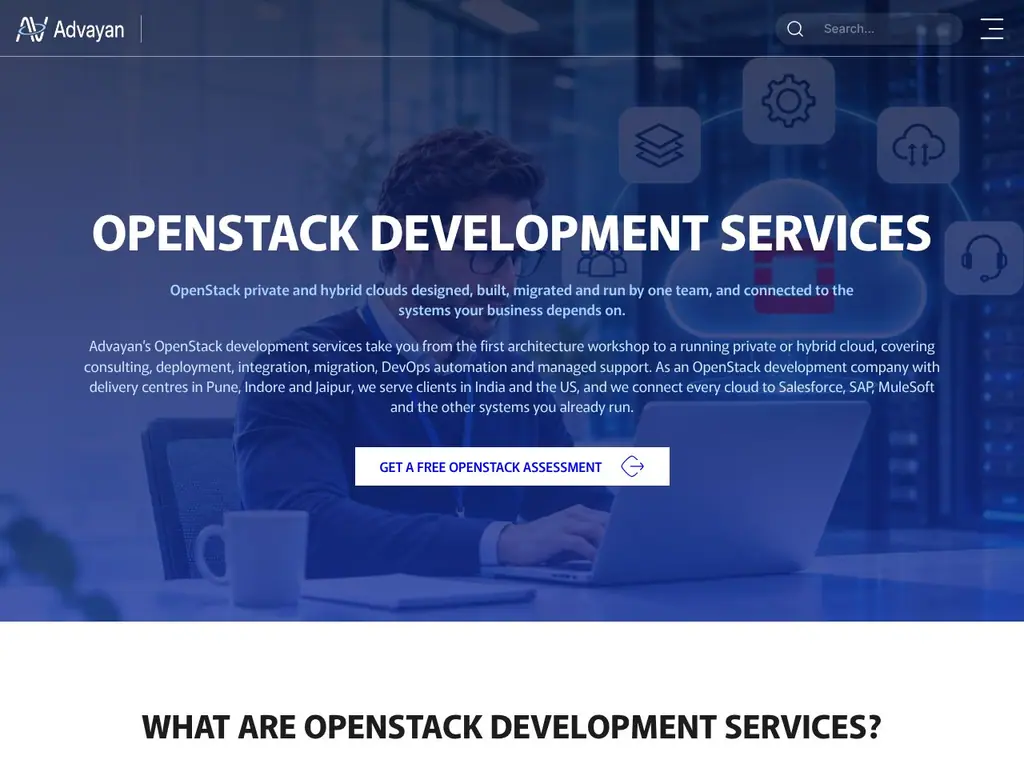 Advayan
Search...
OPENSTACK DEVELOPMENT SERVICES
OpenStack private and hybrid clouds designed, built, migrated and run by one team, and connected to the
systems your business depends on.
Advayan’s OpenStack development services take you from the first architecture workshop to a running private or hybrid cloud, covering
consulting, deployment, integration, migration, DevOps automation and managed support. As an OpenStack development company with
delivery centres in Pune, Indore and Jaipur, we serve clients in India and the US, and we connect every cloud to Salesforce, SAP, MuleSoft
and the other systems you already run.
GET A FREE OPENSTACK ASSESSMENT
WHAT ARE OPENSTACK DEVELOPMENT SERVICES?